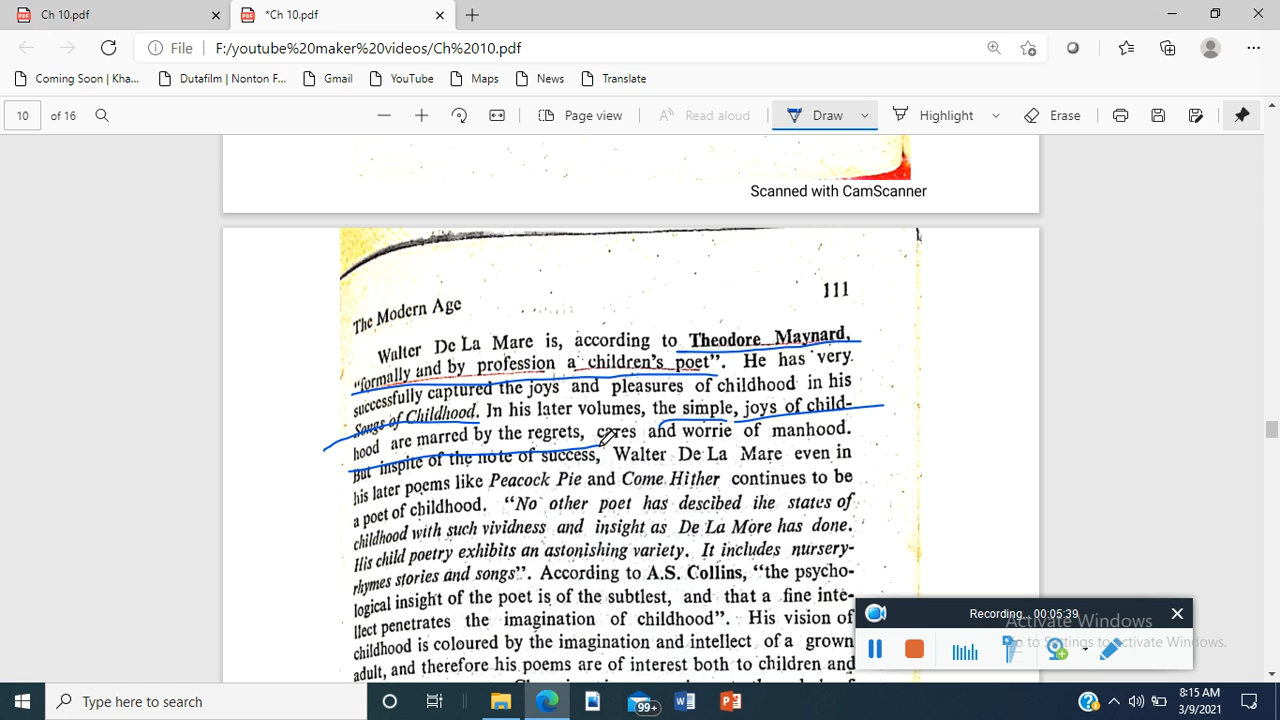 Ch 10.pdf
*Ch 10.pdf
File F:/youtube%20maker%20videos/Ch%2010.pdf
Coming Soon | Kha...
Dutafilm | Nonton F...
Gmail
YouTube
Maps
News
Translate
10 of 16
Page view
Read aloud
Draw
Highlight
Erase
Scanned with CamScanner
The Modern Age 111
Walter De La Mare is, according to Theodore Maynard,
"formally and by profession a children's poet". He has very
successfully captured the joys and pleasures of childhood in his
Songs of Childhood. In his later volumes, the simple, joys of child-
hood are marred by the regrets, cares and worrie of manhood.
But inspite of the note of success, Walter De La Mare even in
his later poems like Peacock Pie and Come Hither continues to be
a poet of childhood. "No other poet has descibed ihe states of
childhood with such vividness and insight as De La More has done.
His child poetry exhibits an astonishing variety. It includes nursery-
rhymes stories and songs". According to A.S. Collins, "the psycho-
logical insight of the poet is of the subtlest, and that a fine inte-
llect penetrates the imagination of childhood". His vision of
childhood is coloured by the imagination and intellect of a grown
adult, and therefore his poems are of interest both to children and
Recording... 00:05:39
Activate Windows
Go to Settings to activate Windows.
Type here to search
99+
8:15 AM
3/9/2021